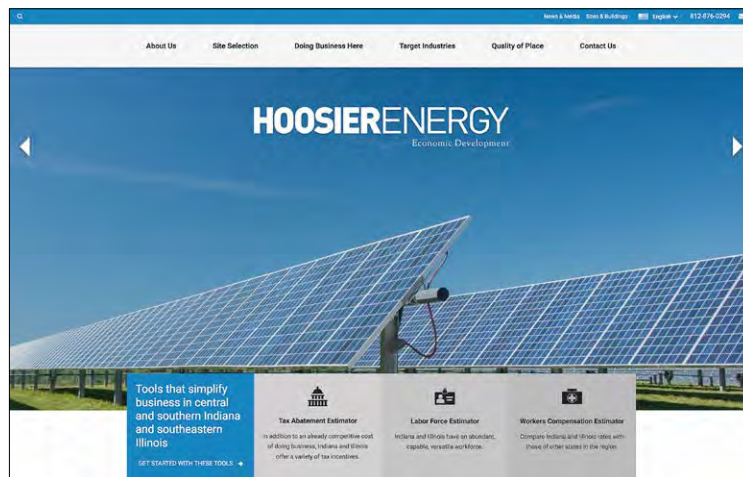 News & Media Sites & Buildings English 812-876-0294
About Us Site Selection Doing Business Here Target Industries Quality of Place Contact Us
HOOSIERENERGY
Economic Development
Tools that simplify
business in central
and southern Indiana
and southeastern
Illinois
GET STARTED WITH THESE TOOLS
Tax Abatement Estimator
In addition to an already competitive cost
of doing business, Indiana and Illinois
offer a variety of tax incentives.
Labor Force Estimator
Indiana and Illinois have an abundant,
capable, versatile workforce.
Workers Compensation Estimator
Compare Indiana and Illinois rates with
those of other states in the region.